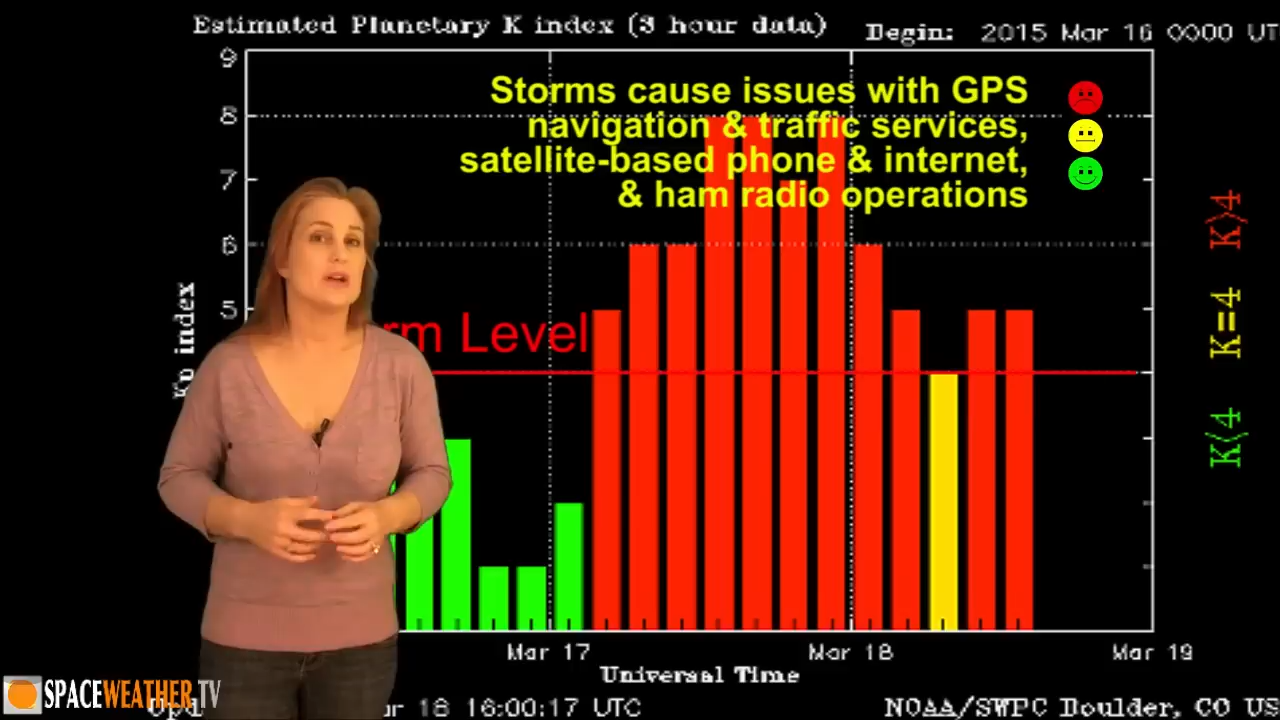 Estimated Planetary K index (3 hour data)
Begin: 2015 Mar 16 0000 UT
9
8
7
6
5
Kp index
Storms cause issues with GPS
navigation & traffic services,
satellite-based phone & internet,
& ham radio operations
Level
K>4
K=4
K<4
Mar 17
Mar 18
Mar 19
Universal Time
SPACEWEATHER.TV
18 16:00:17 UTC
NOAA/SWPC Boulder, CO US